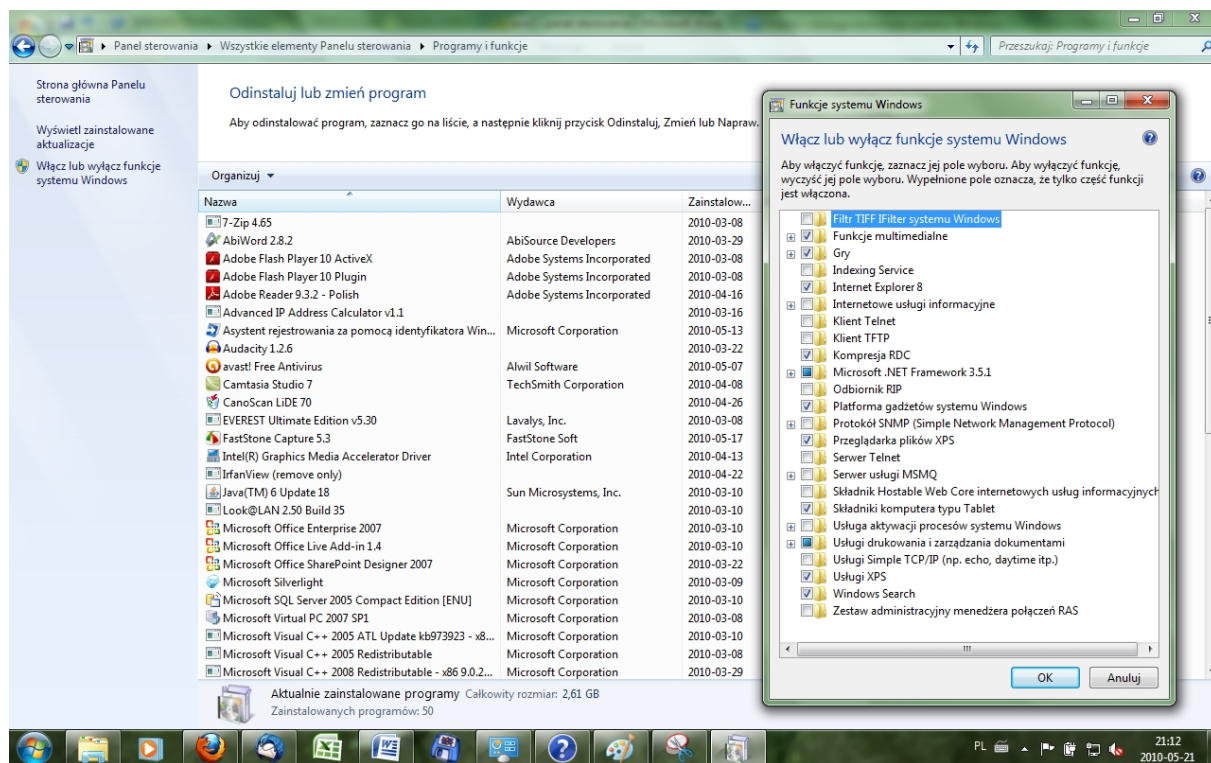 Panel sterowania ▸ Wszystkie elementy Panelu sterowania ▸ Programy i funkcje
Przeszukaj: Programy i funkcje
Strona główna Panelu
sterowania
Wyświetl zainstalowane
aktualizacje
Włącz lub wyłącz funkcje
systemu Windows
Odinstaluj lub zmień program
Aby odinstalować program, zaznacz go na liście, a następnie kliknij przycisk Odinstaluj, Zmień lub Napraw.
Organizuj
Nazwa Wydawca Zainstalow...
7-Zip 4.65 2010-03-08
AbiWord 2.8.2 AbiSource Developers 2010-03-29
Adobe Flash Player 10 ActiveX Adobe Systems Incorporated 2010-03-08
Adobe Flash Player 10 Plugin Adobe Systems Incorporated 2010-03-08
Adobe Reader 9.3.2 - Polish Adobe Systems Incorporated 2010-04-16
Advanced IP Address Calculator v1.1 2010-03-16
Asystent rejestrowania za pomocą identyfikatora Win... Microsoft Corporation 2010-05-13
Audacity 1.2.6 2010-03-22
avast! Free Antivirus Alwil Software 2010-05-07
Camtasia Studio 7 TechSmith Corporation 2010-04-08
CanoScan LiDE 70 2010-04-26
EVEREST Ultimate Edition v5.30 Lavalys, Inc. 2010-03-08
FastStone Capture 5.3 FastStone Soft 2010-05-17
Intel(R) Graphics Media Accelerator Driver Intel Corporation 2010-04-13
IrfanView (remove only) 2010-04-22
Java(TM) 6 Update 18 Sun Microsystems, Inc. 2010-03-10
Look@LAN 2.50 Build 35 2010-03-10
Microsoft Office Enterprise 2007 Microsoft Corporation 2010-03-10
Microsoft Office Live Add-in 1.4 Microsoft Corporation 2010-03-10
Microsoft Office SharePoint Designer 2007 Microsoft Corporation 2010-03-22
Microsoft Silverlight Microsoft Corporation 2010-03-09
Microsoft SQL Server 2005 Compact Edition [ENU] Microsoft Corporation 2010-03-10
Microsoft Virtual PC 2007 SP1 Microsoft Corporation 2010-03-08
Microsoft Visual C++ 2005 ATL Update kb973923 - x8... Microsoft Corporation 2010-03-10
Microsoft Visual C++ 2005 Redistributable Microsoft Corporation 2010-03-08
Microsoft Visual C++ 2008 Redistributable - x86 9.0.2... Microsoft Corporation 2010-03-29
Aktualnie zainstalowane programy Całkowity rozmiar: 2,61 GB
Zainstalowanych programów: 50
Funkcje systemu Windows
Włącz lub wyłącz funkcje systemu Windows
Aby włączyć funkcję, zaznacz jej pole wyboru. Aby wyłączyć funkcję,
wyczyść jej pole wyboru. Wypełnione pole oznacza, że tylko część funkcji
jest włączona.
Filtr TIFF IFilter systemu Windows
Funkcje multimedialne
Gry
Indexing Service
Internet Explorer 8
Internetowe usługi informacyjne
Klient Telnet
Klient TFTP
Kompresja RDC
Microsoft .NET Framework 3.5.1
Odbiornik RIP
Platforma gadżetów systemu Windows
Protokół SNMP (Simple Network Management Protocol)
Przeglądarka plików XPS
Serwer Telnet
Serwer usługi MSMQ
Składnik Hostable Web Core internetowych usług informacyjnych
Składniki komputera typu Tablet
Usługa aktywacji procesów systemu Windows
Usługi drukowania i zarządzania dokumentami
Usługi Simple TCP/IP (np. echo, daytime itp.)
Usługi XPS
Windows Search
Zestaw administracyjny menedżera połączeń RAS
OK Anuluj
PL 21:12
2010-05-21